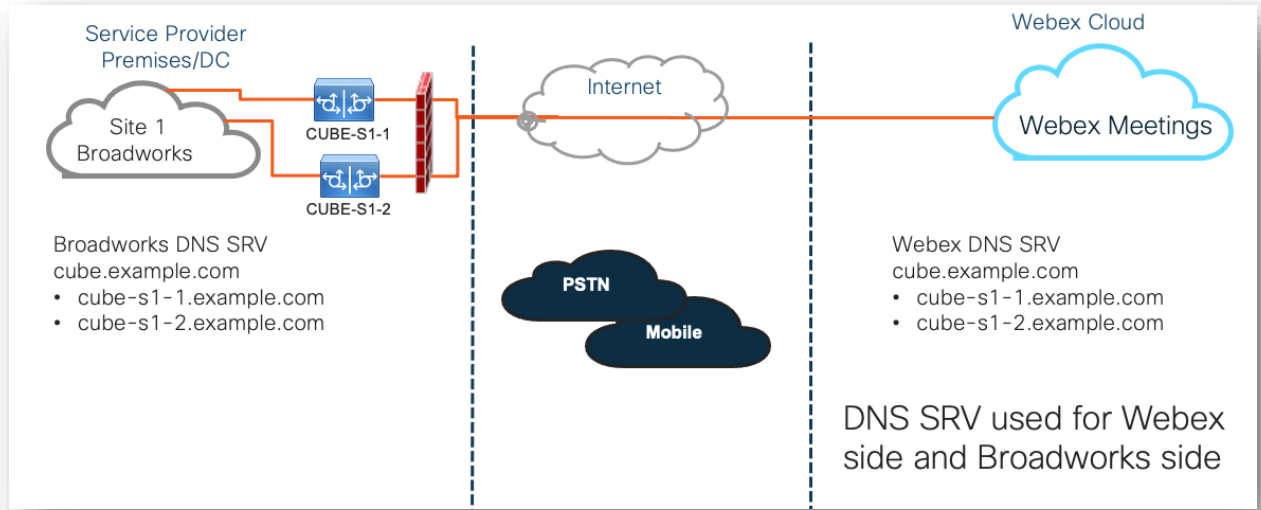 Service Provider
Premises/DC
Site 1
Broadworks
CUBE-S1-1
CUBE-S1-2
Internet
Webex Cloud
Webex Meetings
Broadworks DNS SRV
cube.example.com
• cube-s1-1.example.com
• cube-s1-2.example.com
PSTN
Mobile
Webex DNS SRV
cube.example.com
• cube-s1-1.example.com
• cube-s1-2.example.com
DNS SRV used for Webex
side and Broadworks side